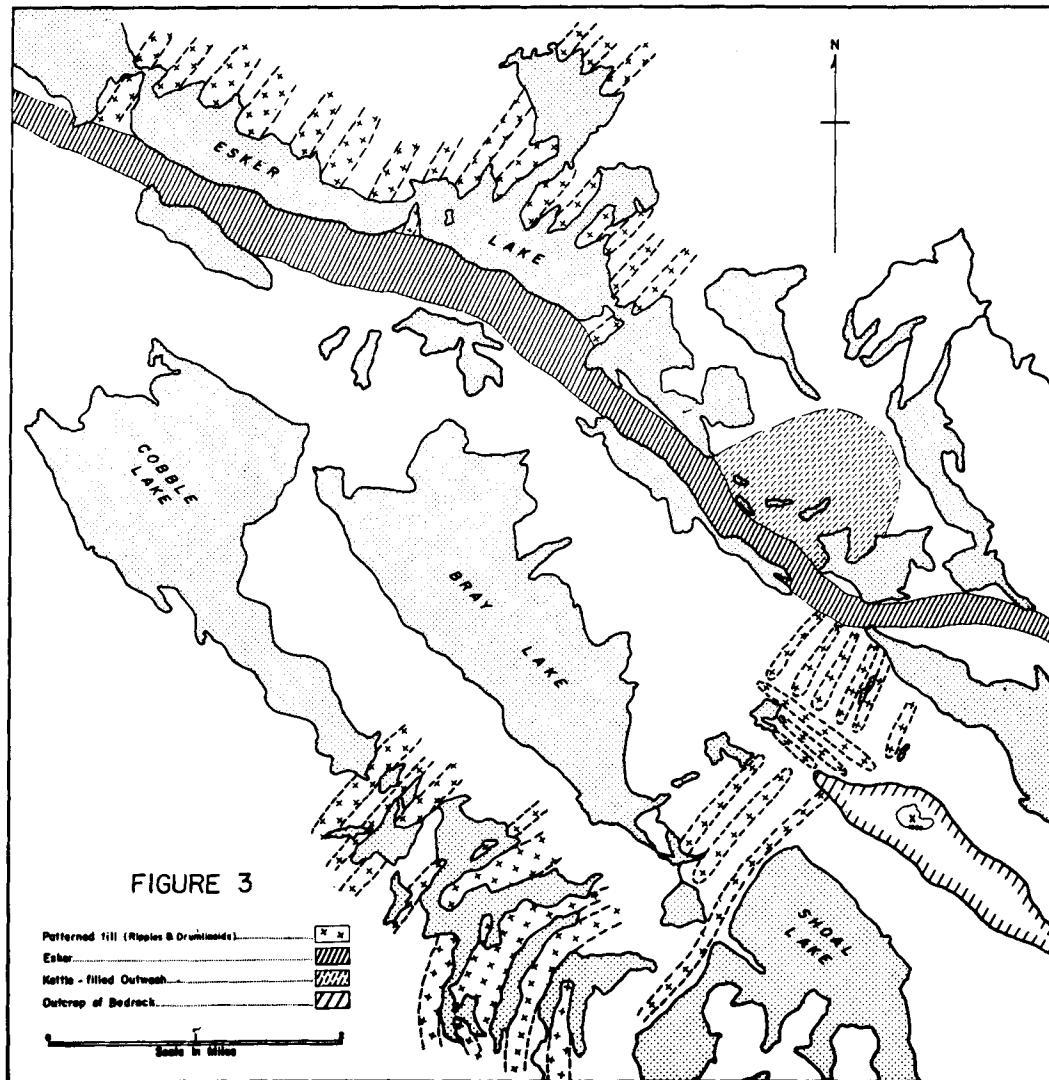 N
ESKER
LAKE
COBBLE
LAKE
BRAY
LAKE
SHOAL
LAKE
FIGURE 3
Patterned till (Ripples & Drumlinoids)
Esker
Kettle - filled Outwash
Outcrop of Bedrock
Scale in Miles